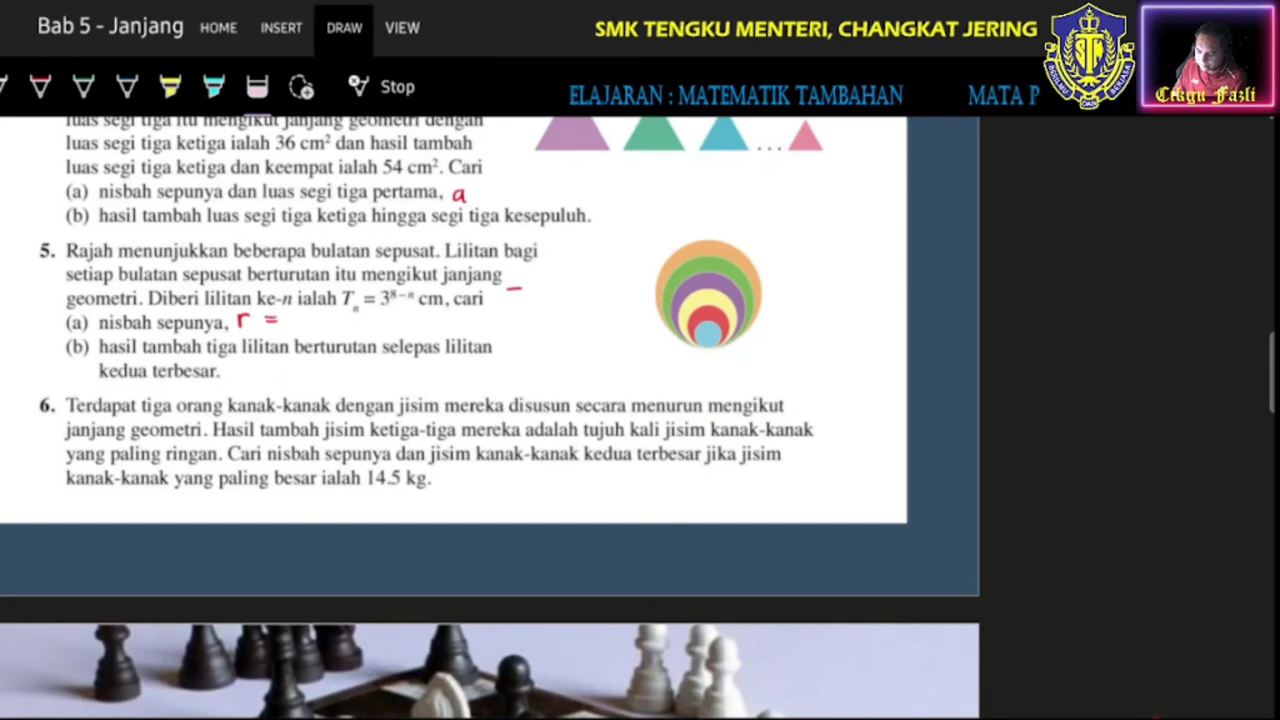 Bab 5 - Janjang HOME INSERT DRAW VIEW
SMK TENGKU MENTERI, CHANGKAT JERING
Stop
ELAJARAN : MATEMATIK TAMBAHAN MATA P
Cikgu Fazli
luas segi tiga itu mengikut janjang geometri dengan
luas segi tiga ketiga ialah 36 cm² dan hasil tambah
luas segi tiga ketiga dan keempat ialah 54 cm². Cari
(a) nisbah sepunya dan luas segi tiga pertama, a
(b) hasil tambah luas segi tiga ketiga hingga segi tiga kesepuluh.
...
5. Rajah menunjukkan beberapa bulatan sepusat. Lilitan bagi
setiap bulatan sepusat berturutan itu mengikut janjang
geometri. Diberi lilitan ke-n ialah Tₙ = 3⁸⁻ⁿ cm, cari
(a) nisbah sepunya, r =
(b) hasil tambah tiga lilitan berturutan selepas lilitan
kedua terbesar.
6. Terdapat tiga orang kanak-kanak dengan jisim mereka disusun secara menurun mengikut
janjang geometri. Hasil tambah jisim ketiga-tiga mereka adalah tujuh kali jisim kanak-kanak
yang paling ringan. Cari nisbah sepunya dan jisim kanak-kanak kedua terbesar jika jisim
kanak-kanak yang paling besar ialah 14.5 kg.